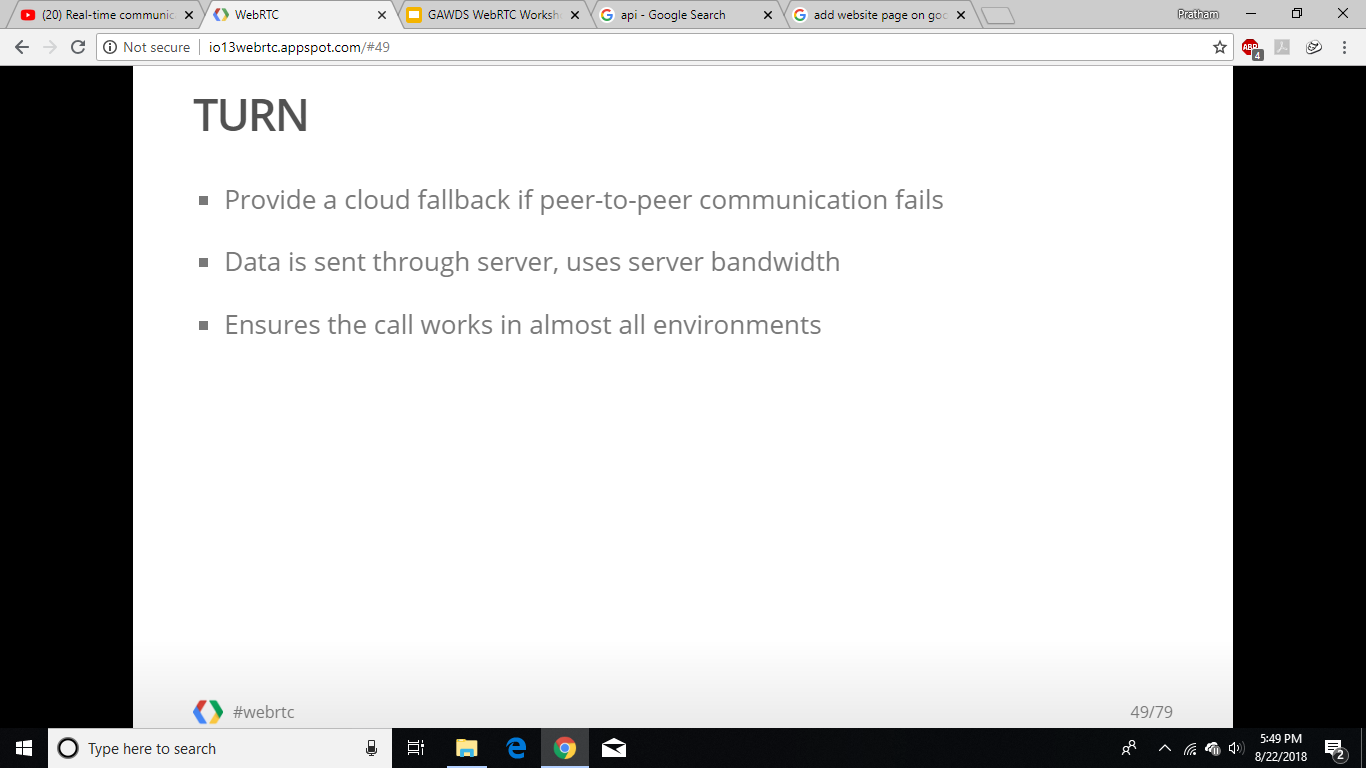 (20) Real-time communic
WebRTC
GAWDS WebRTC Worksh
api - Google Search
add website page on goo
Pratham
Not secure
io13webrtc.appspot.com/#49
ABP
4
TURN
Provide a cloud fallback if peer-to-peer communication fails
Data is sent through server, uses server bandwidth
Ensures the call works in almost all environments
#webrtc
49/79
Type here to search
5:49 PM
8/22/2018
2